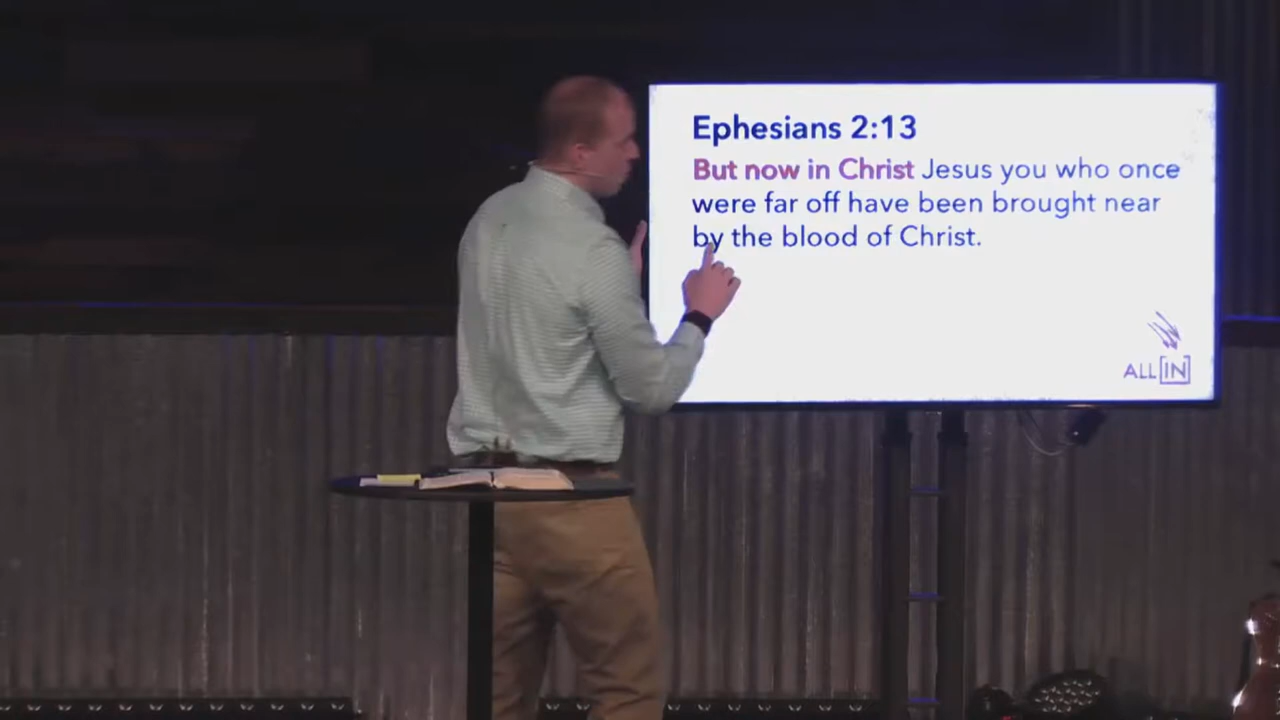 Ephesians 2:13
But now in Christ Jesus you who once
were far off have been brought near
by the blood of Christ.
ALL[IN]